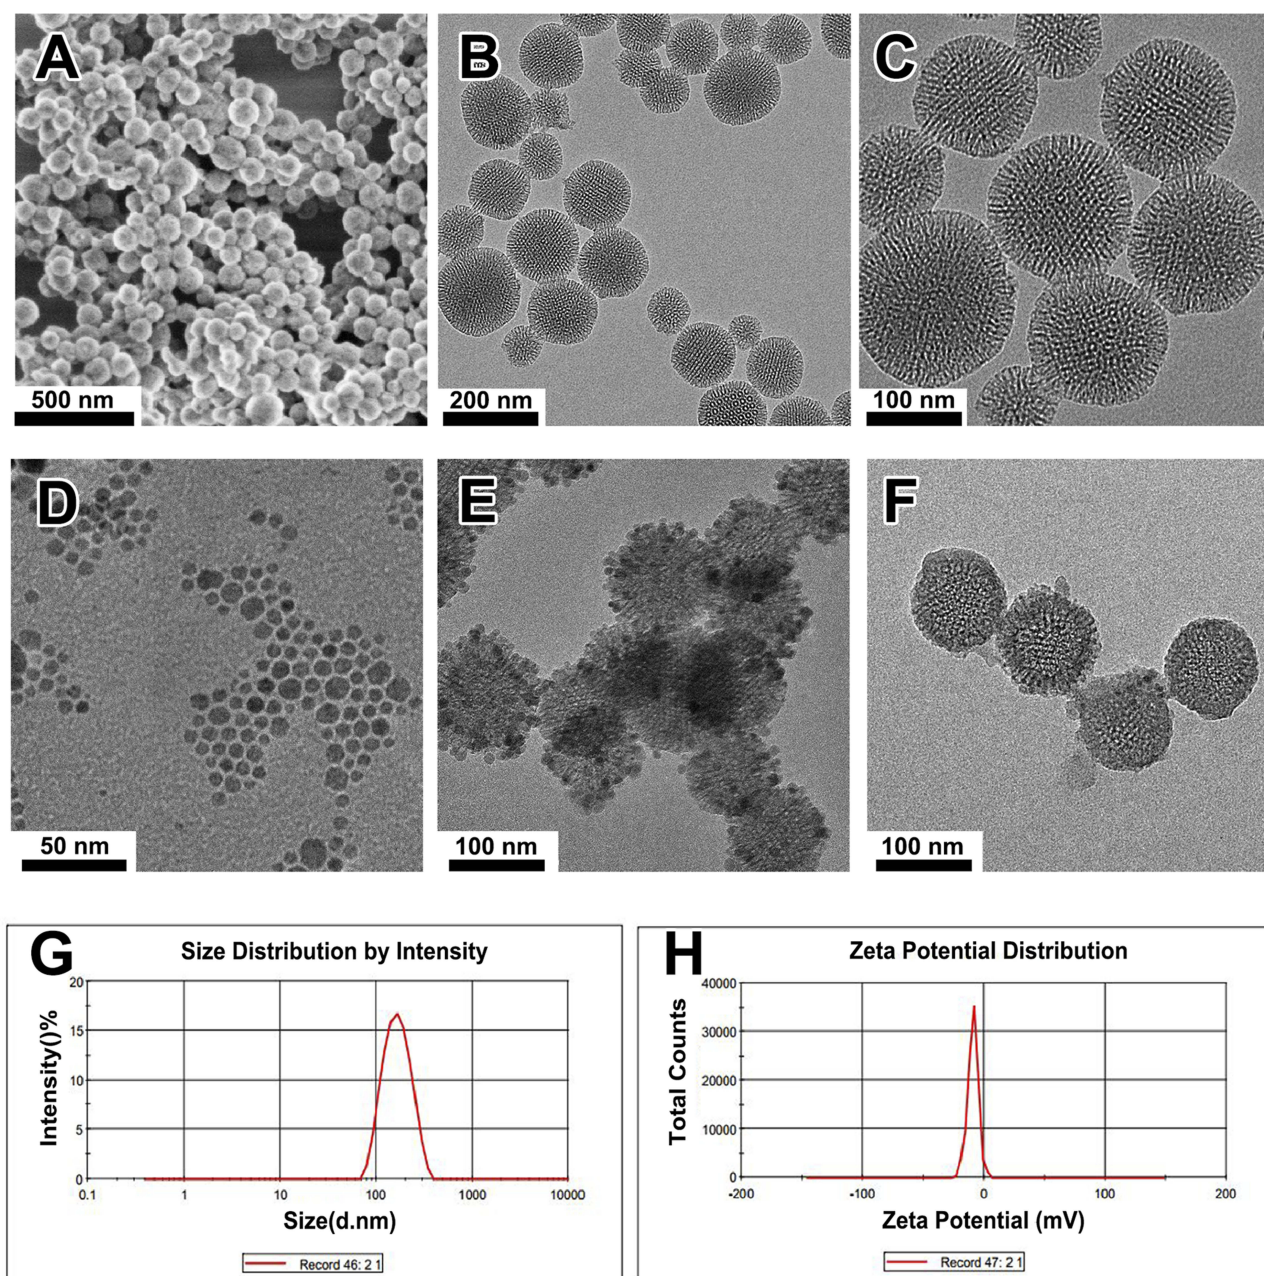 A
B
C
500 nm
200 nm
100 nm
D
E
F
50 nm
100 nm
100 nm
G
Size Distribution by Intensity
20
15
10
5
0
Intensity()%
0.1
1
10
100
1000
10000
Size(d.nm)
Record 46: 2 1
H
Zeta Potential Distribution
40000
30000
20000
10000
0
Total Counts
-200
-100
0
100
200
Zeta Potential (mV)
Record 47: 2 1